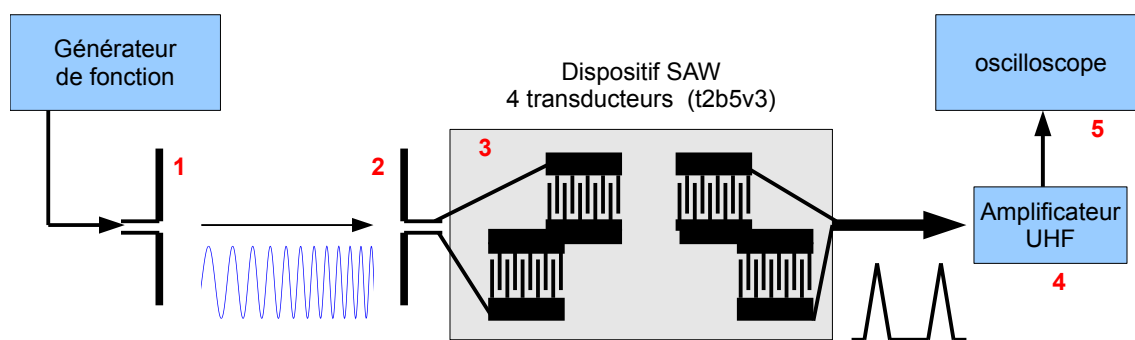 Générateur
de fonction
Dispositif SAW
4 transducteurs (t2b5v3)
oscilloscope
1
2
3
5
Amplificateur
UHF
4